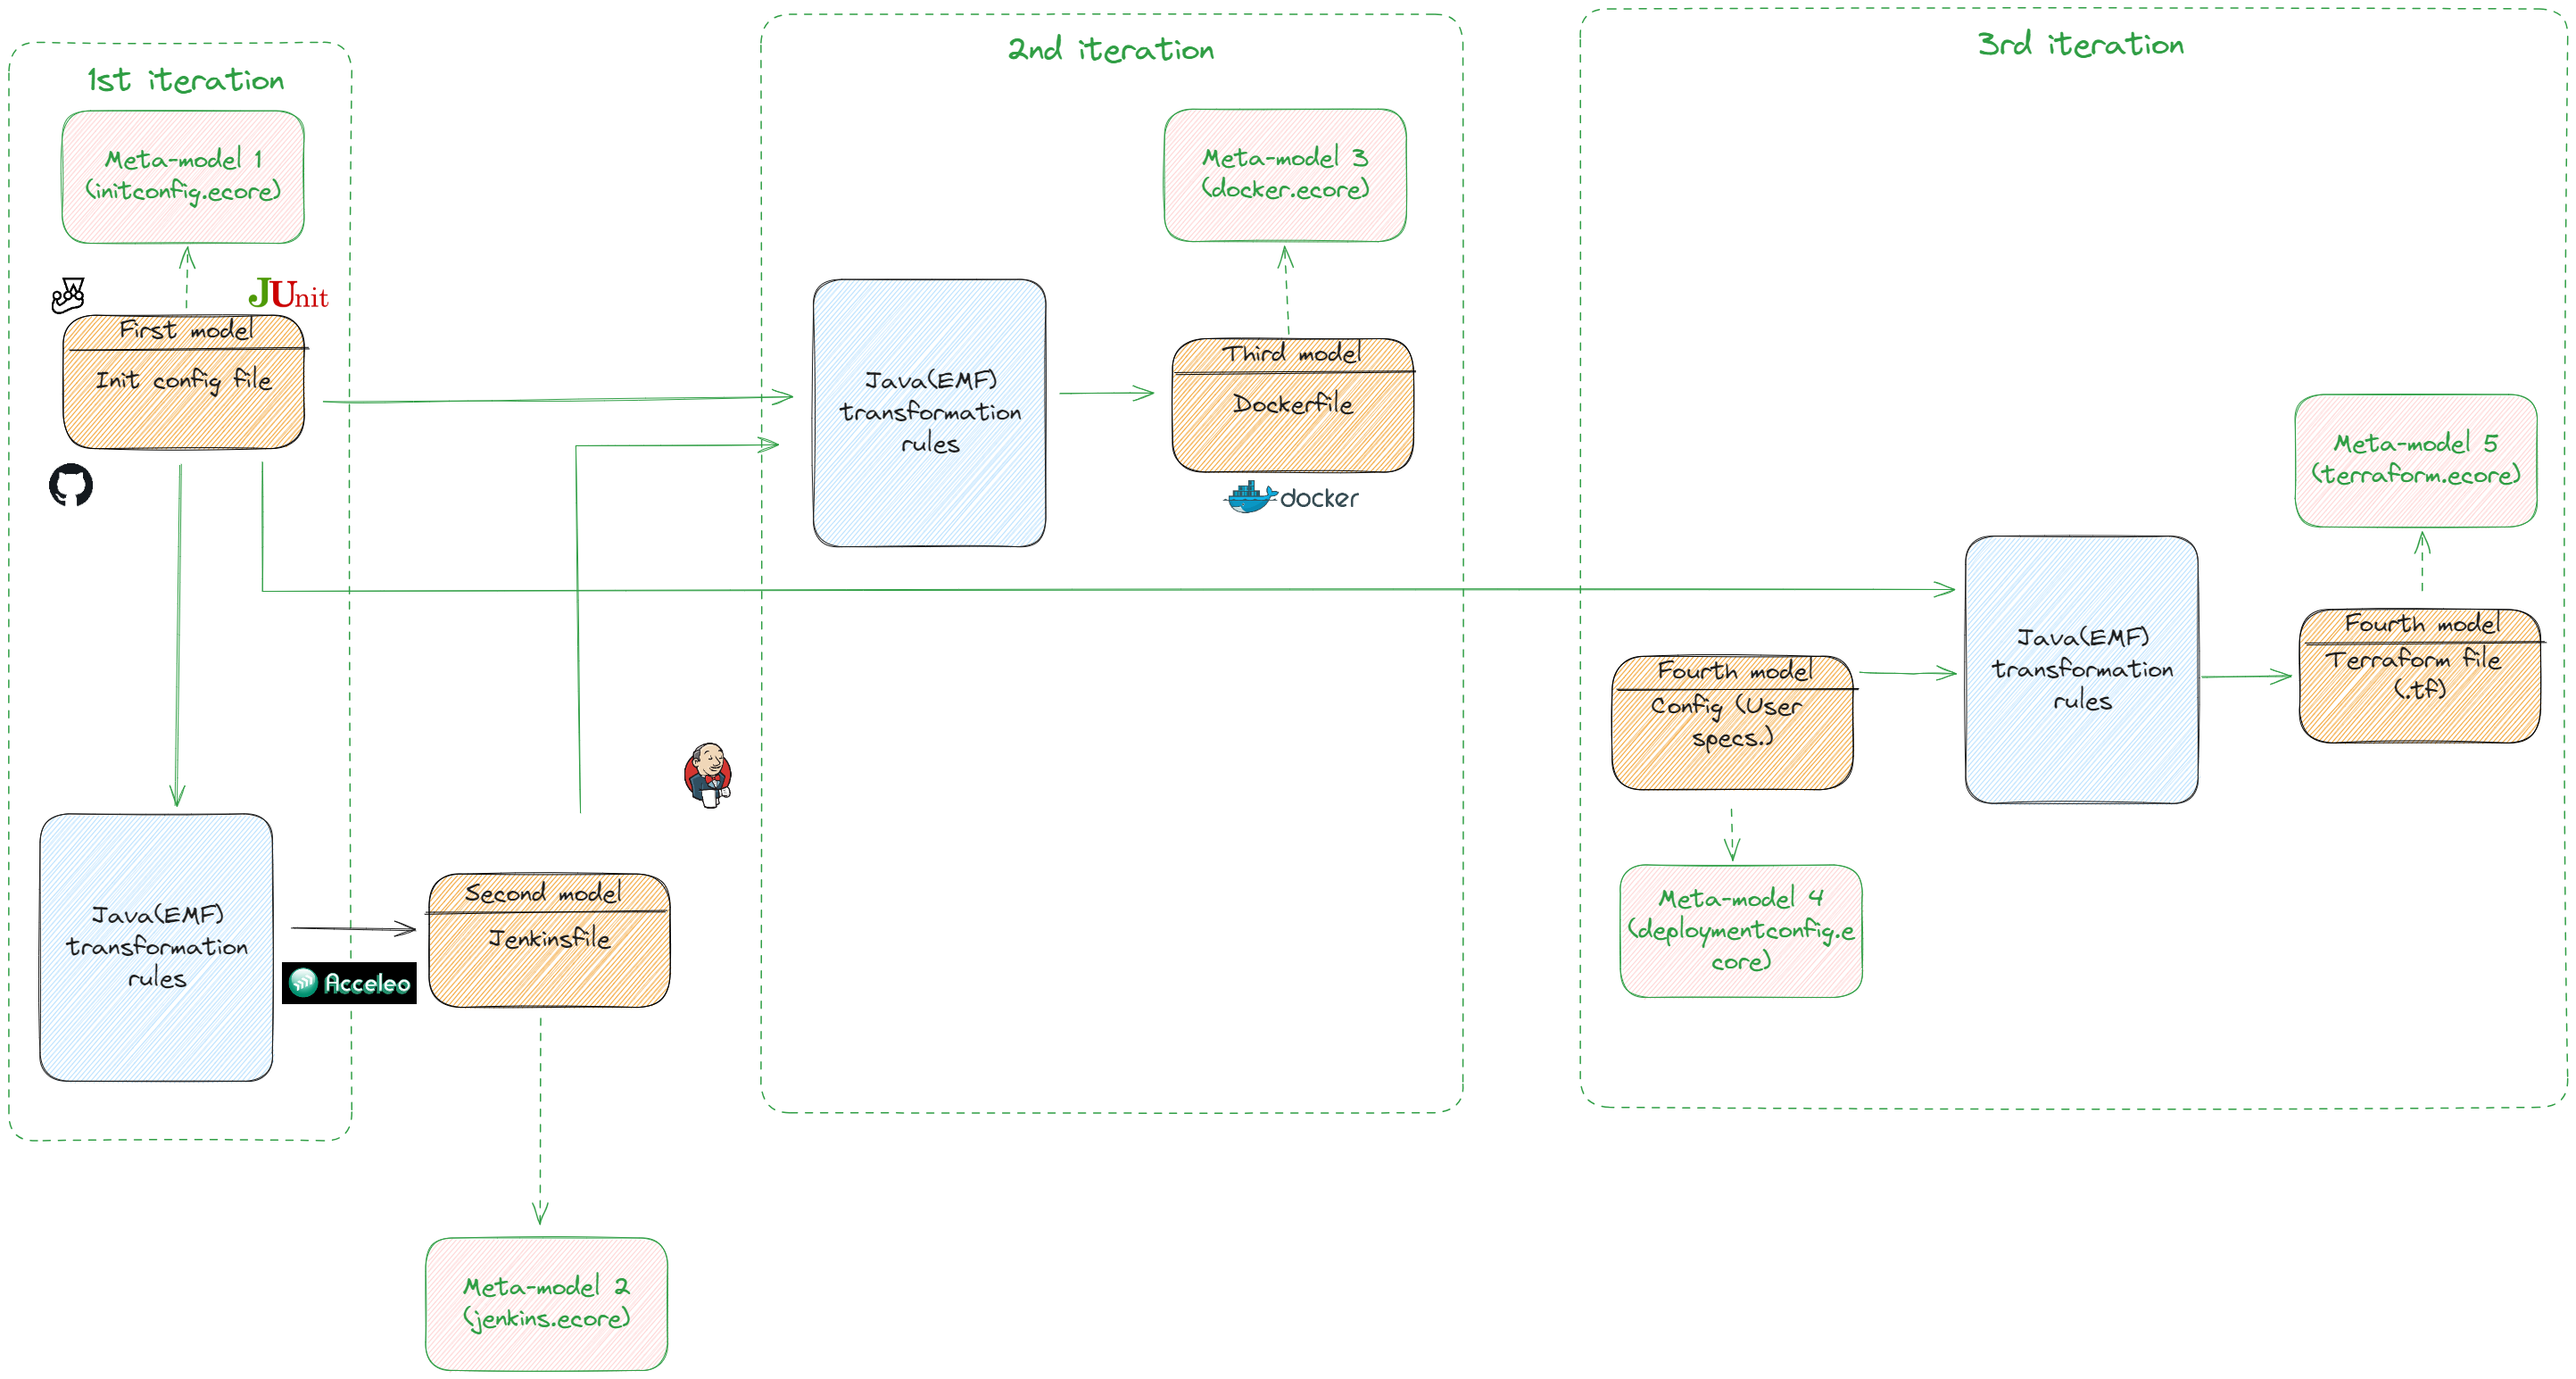 1st iteration
Meta-model 1
(initconfig.ecore)
JUnit
First model
Init config file
Java(EMF)
transformation
rules
Acceleo
Second model
Jenkinsfile
Meta-model 2
(jenkins.ecore)
2nd iteration
Meta-model 3
(docker.ecore)
Java(EMF)
transformation
rules
Third model
Dockerfile
docker
3rd iteration
Meta-model 5
(terraform.ecore)
Java(EMF)
transformation
rules
Fourth model
Terraform file
(.tf)
Fourth model
Config (User
specs.)
Meta-model 4
(deploymentconfig.e
core)